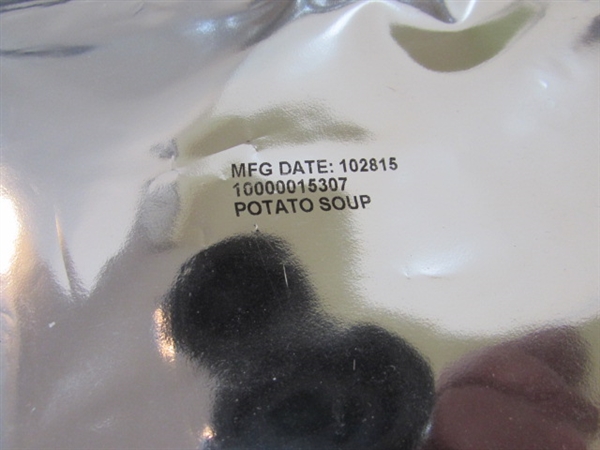 MFG DATE: 102815
10000015307
POTATO SOUP